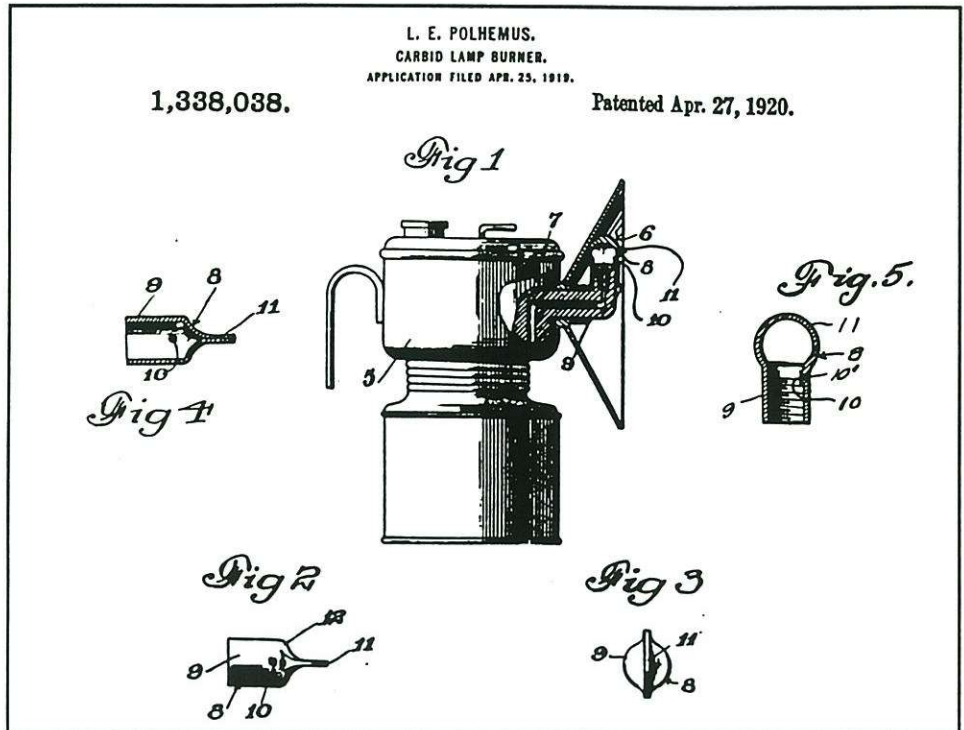 L. E. POLHEMUS.
CARBID LAMP BURNER.
APPLICATION FILED APR. 25, 1919.
1,338,038. Patented Apr. 27, 1920.
Fig 1
7
6
8
11
10
9
5
9
8
11
10
Fig 4
Fig. 5.
11
8
10'
9
10
Fig 2
12
11
9
8
10
Fig 3
11
9
8